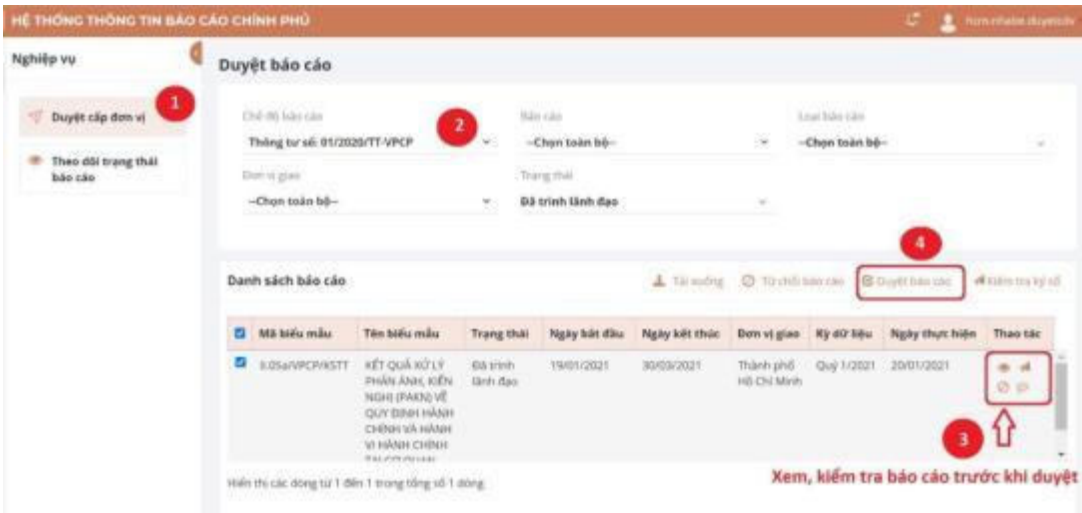 HỆ THỐNG THÔNG TIN BÁO CÁO CHÍNH PHỦ
Nghiệp vụ
Duyệt báo cáo
1
Duyệt cấp đơn vị
Theo dõi trạng thái
báo cáo
Chế độ báo cáo
Báo cáo
Loại báo cáo
2
Thông tư số: 01/2020/TT-VPCP
--Chọn toàn bộ--
--Chọn toàn bộ--
Đơn vị giao
Trạng thái
--Chọn toàn bộ--
Đã trình lãnh đạo
4
Danh sách báo cáo
Tải xuống
Từ chối báo cáo
Duyệt báo cáo
Kiểm tra ký số
Mã biểu mẫu Tên biểu mẫu Trạng thái Ngày bắt đầu Ngày kết thúc Đơn vị giao Kỳ dữ liệu Ngày thực hiện Thao tác
II.05a/VPCP/KSTT KẾT QUẢ XỬ LÝ Đã trình 19/01/2021 30/03/2021 Thành phố Quý 1/2021 20/01/2021
PHẢN ÁNH, KIẾN lãnh đạo Hồ Chí Minh
NGHỊ (PAKN) VỀ
QUY ĐỊNH HÀNH
CHÍNH VÀ HÀNH
VI HÀNH CHÍNH
TẠI CƠ QUAN,
3
Xem, kiểm tra báo cáo trước khi duyệt
Hiển thị các dòng từ 1 đến 1 trong tổng số 1 dòng.